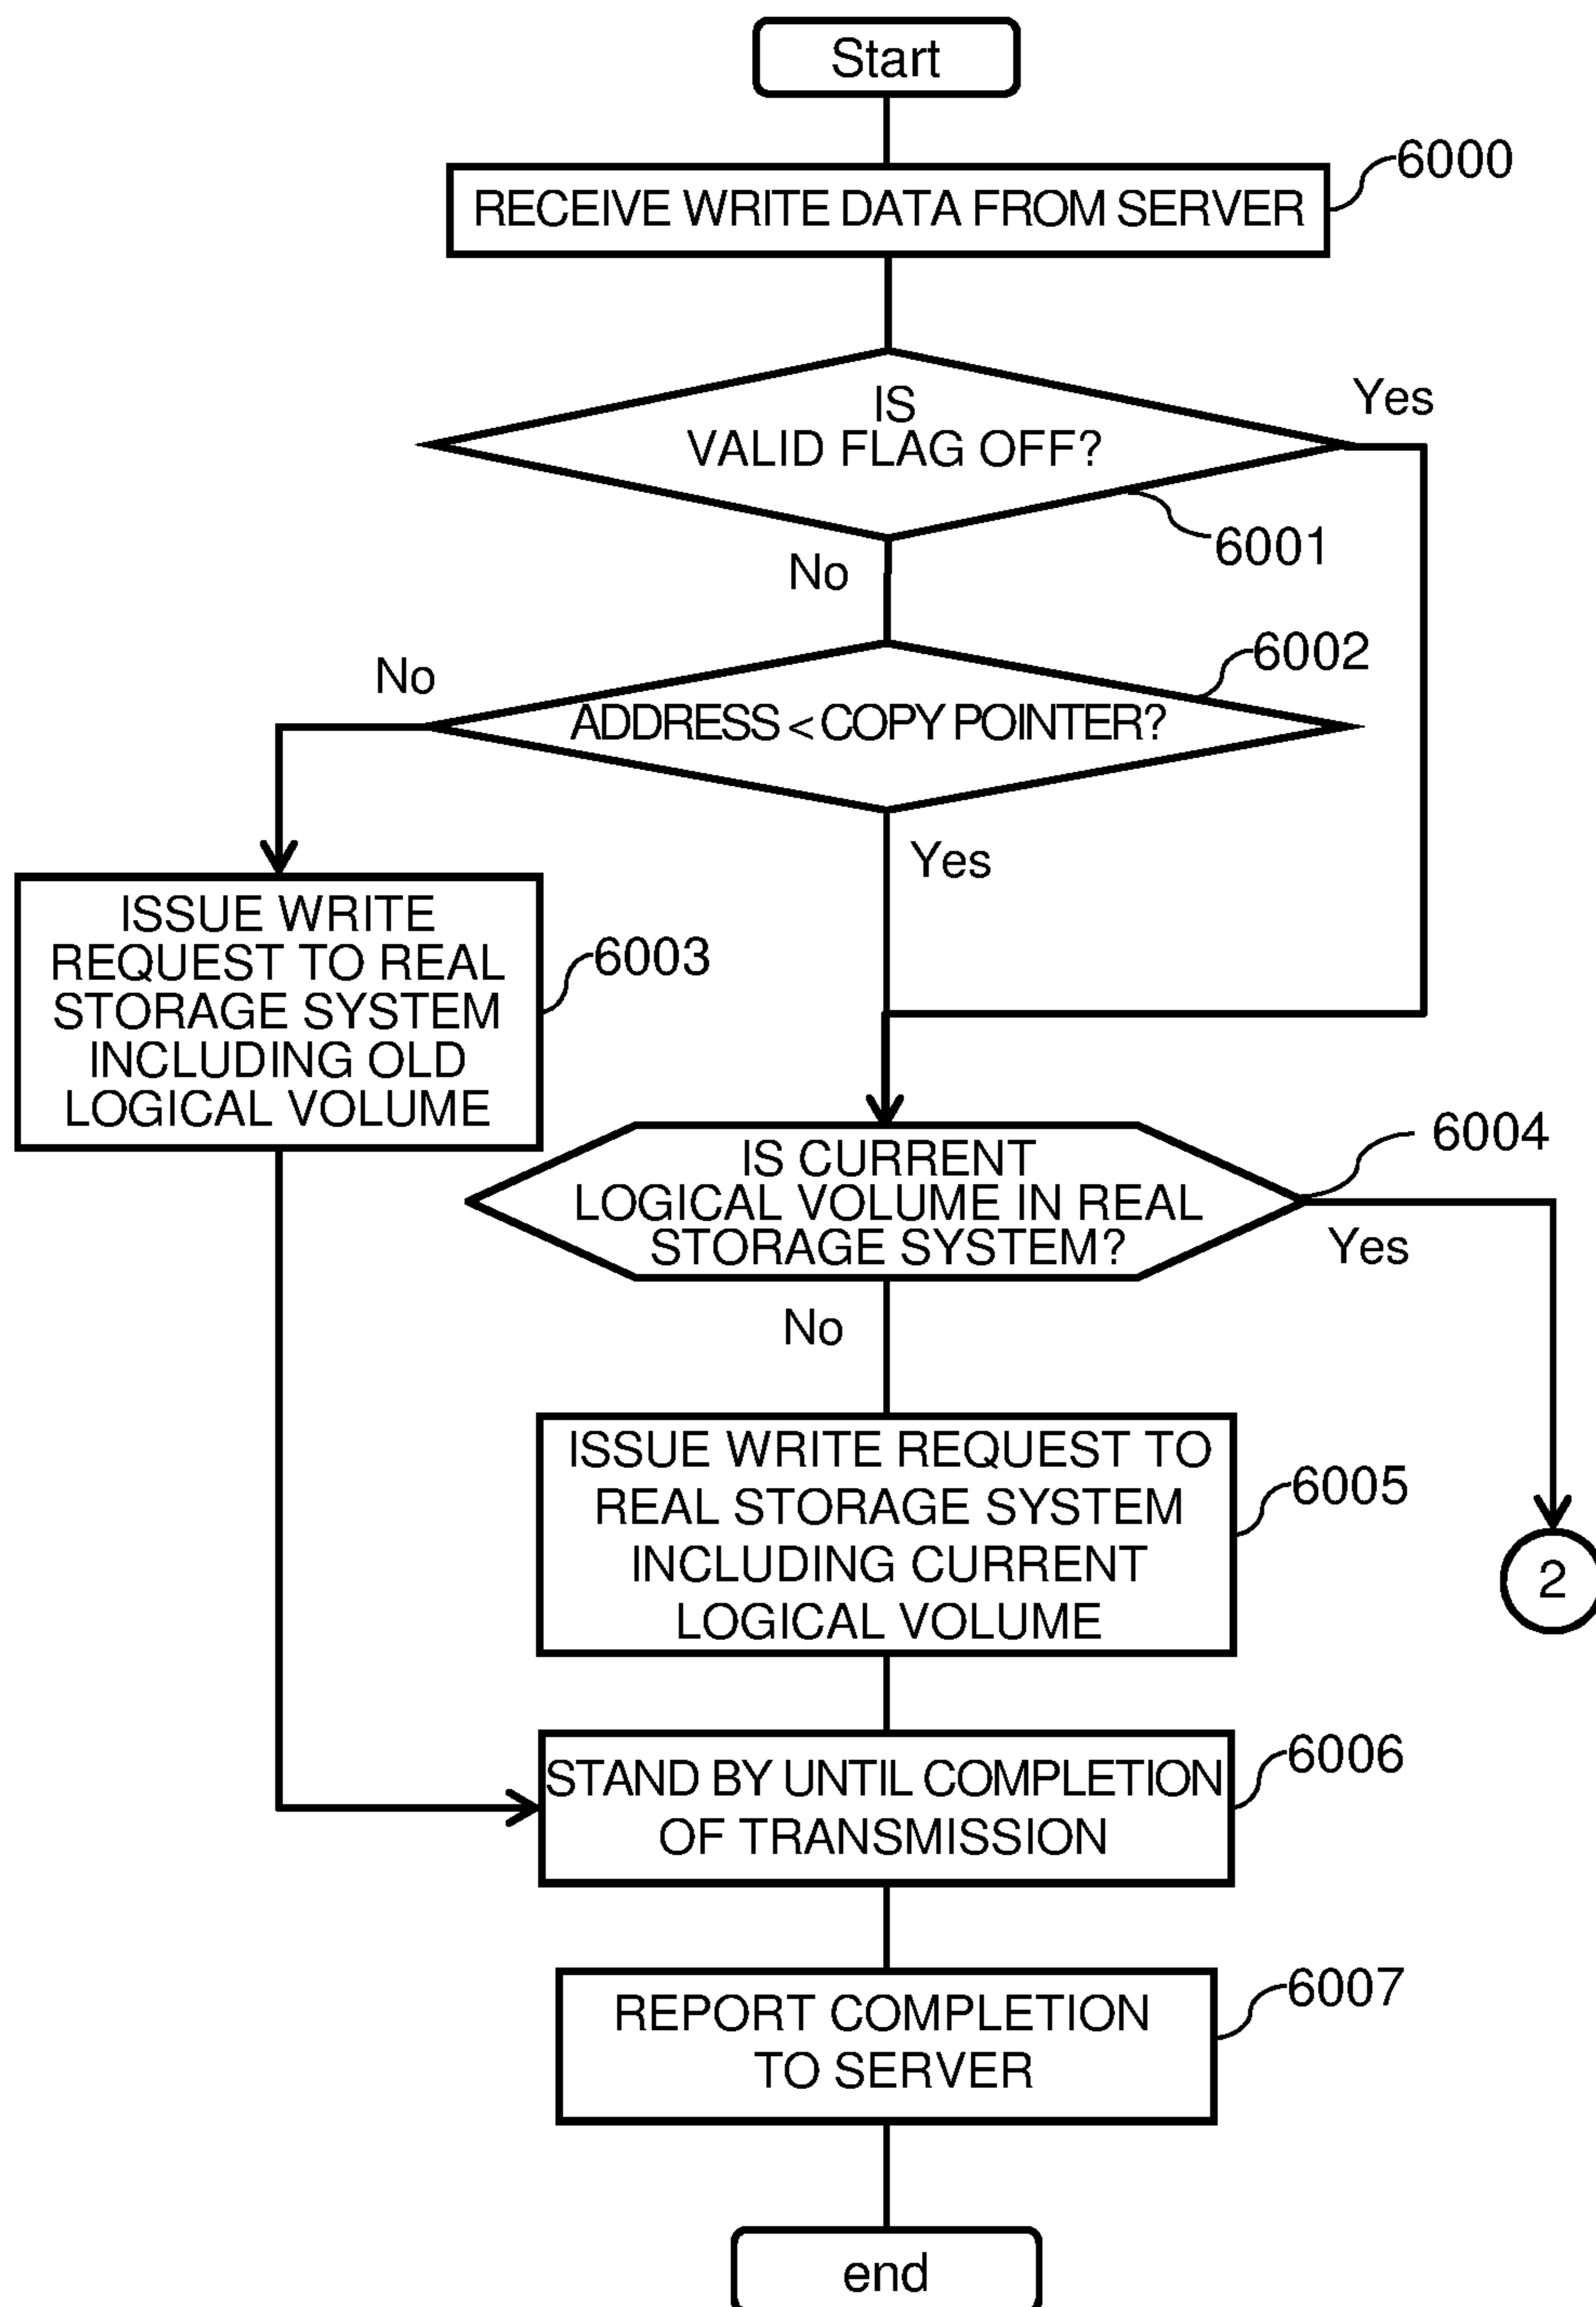 Start
6000
RECEIVE WRITE DATA FROM SERVER
Yes
IS
VALID FLAG OFF?
6001
No
6002
No
ADDRESS < COPY POINTER?
Yes
ISSUE WRITE
REQUEST TO REAL
STORAGE SYSTEM
INCLUDING OLD
LOGICAL VOLUME
6003
6004
IS CURRENT
LOGICAL VOLUME IN REAL
STORAGE SYSTEM?
Yes
No
ISSUE WRITE REQUEST TO
REAL STORAGE SYSTEM
INCLUDING CURRENT
LOGICAL VOLUME
6005
2
STAND BY UNTIL COMPLETION
OF TRANSMISSION
6006
REPORT COMPLETION
TO SERVER
6007
end